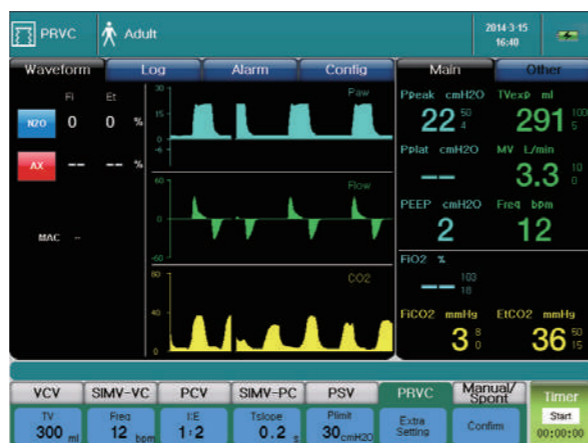 PRVC Adult 2014-3-15
16:40
Waveform Log Alarm Config Main Other
Fi Et
N2O 0 0 %
AX -- -- %
MAC -
30
15
0
-6
Paw
60
0
-60
Flow
80
40
0
CO2
Ppeak cmH2O TVexp ml
22 50 4 291 100 5
Pplat cmH2O MV L/min
-- 3.3 10 0
PEEP cmH2O Freq bpm
2 12
FiO2 %
-- 103 18
FiCO2 mmHg EtCO2 mmHg
3 8 0 36 50 15
VCV SIMV-VC PCV SIMV-PC PSV PRVC Manual/ Spont Timer
TV Freq I:E Tslope Plimit Extra Setting Confirm Start
300 ml 12 bpm 1:2 0.2 s 30 cmH2O 00:00:00